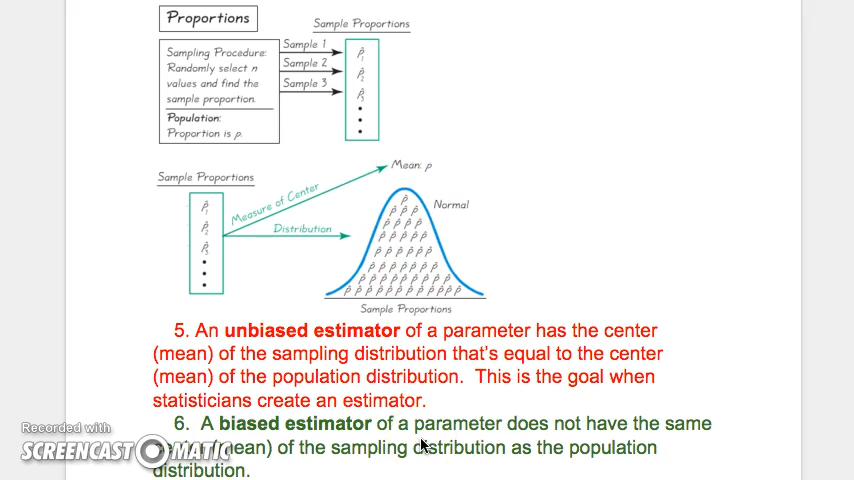 Proportions
Sample Proportions
Sampling Procedure:
Randomly select n
values and find the
sample proportion.
Population:
Proportion is p.
Sample 1
Sample 2
Sample 3
p̂1
p̂2
p̂3
Sample Proportions
p̂1
p̂2
p̂3
Measure of Center
Mean: p
Distribution
Normal
p̂
p̂ p̂ p̂
p̂ p̂ p̂ p̂
p̂ p̂ p̂ p̂
p̂ p̂ p̂ p̂ p̂ p̂
p̂ p̂ p̂ p̂ p̂ p̂ p̂
p̂ p̂ p̂ p̂ p̂ p̂ p̂ p̂ p̂
p̂ p̂ p̂ p̂ p̂ p̂ p̂ p̂ p̂ p̂
Sample Proportions
5. An unbiased estimator of a parameter has the center
(mean) of the sampling distribution that's equal to the center
(mean) of the population distribution. This is the goal when
statisticians create an estimator.
6. A biased estimator of a parameter does not have the same
(mean) of the sampling distribution as the population
distribution.
Recorded with
SCREENCAST MATIC